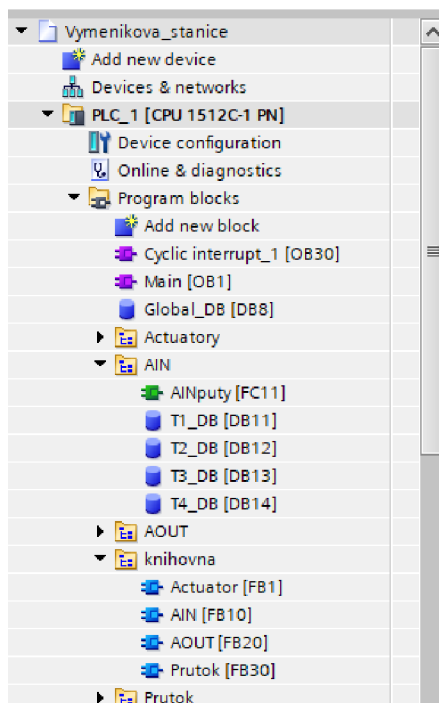 Vymenikova_stanice
Add new device
Devices & networks
PLC_1 [CPU 1512C-1 PN]
Device configuration
Online & diagnostics
Program blocks
Add new block
Cyclic interrupt_1 [OB30]
Main [OB1]
Global_DB [DB8]
Actuatory
AIN
AINputy [FC11]
T1_DB [DB11]
T2_DB [DB12]
T3_DB [DB13]
T4_DB [DB14]
AOUT
knihovna
Actuator [FB1]
AIN [FB10]
AOUT [FB20]
Prutok [FB30]
Prutok